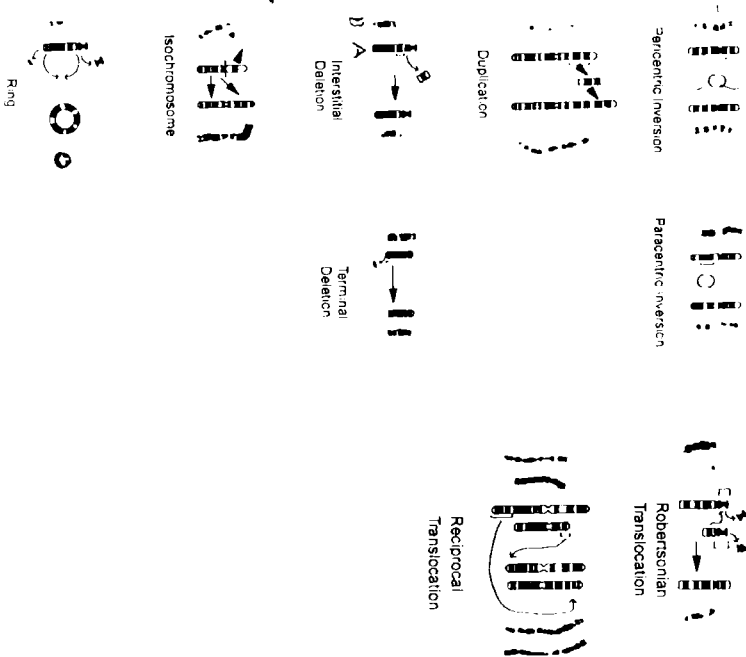 Pericentric Inversion
Duplication
B
A
Interstitial
Deletion
Isochromosome
Ring
Paracentric Inversion
Terminal
Deletion
Robertsonian
Translocation
Reciprocal
Translocation